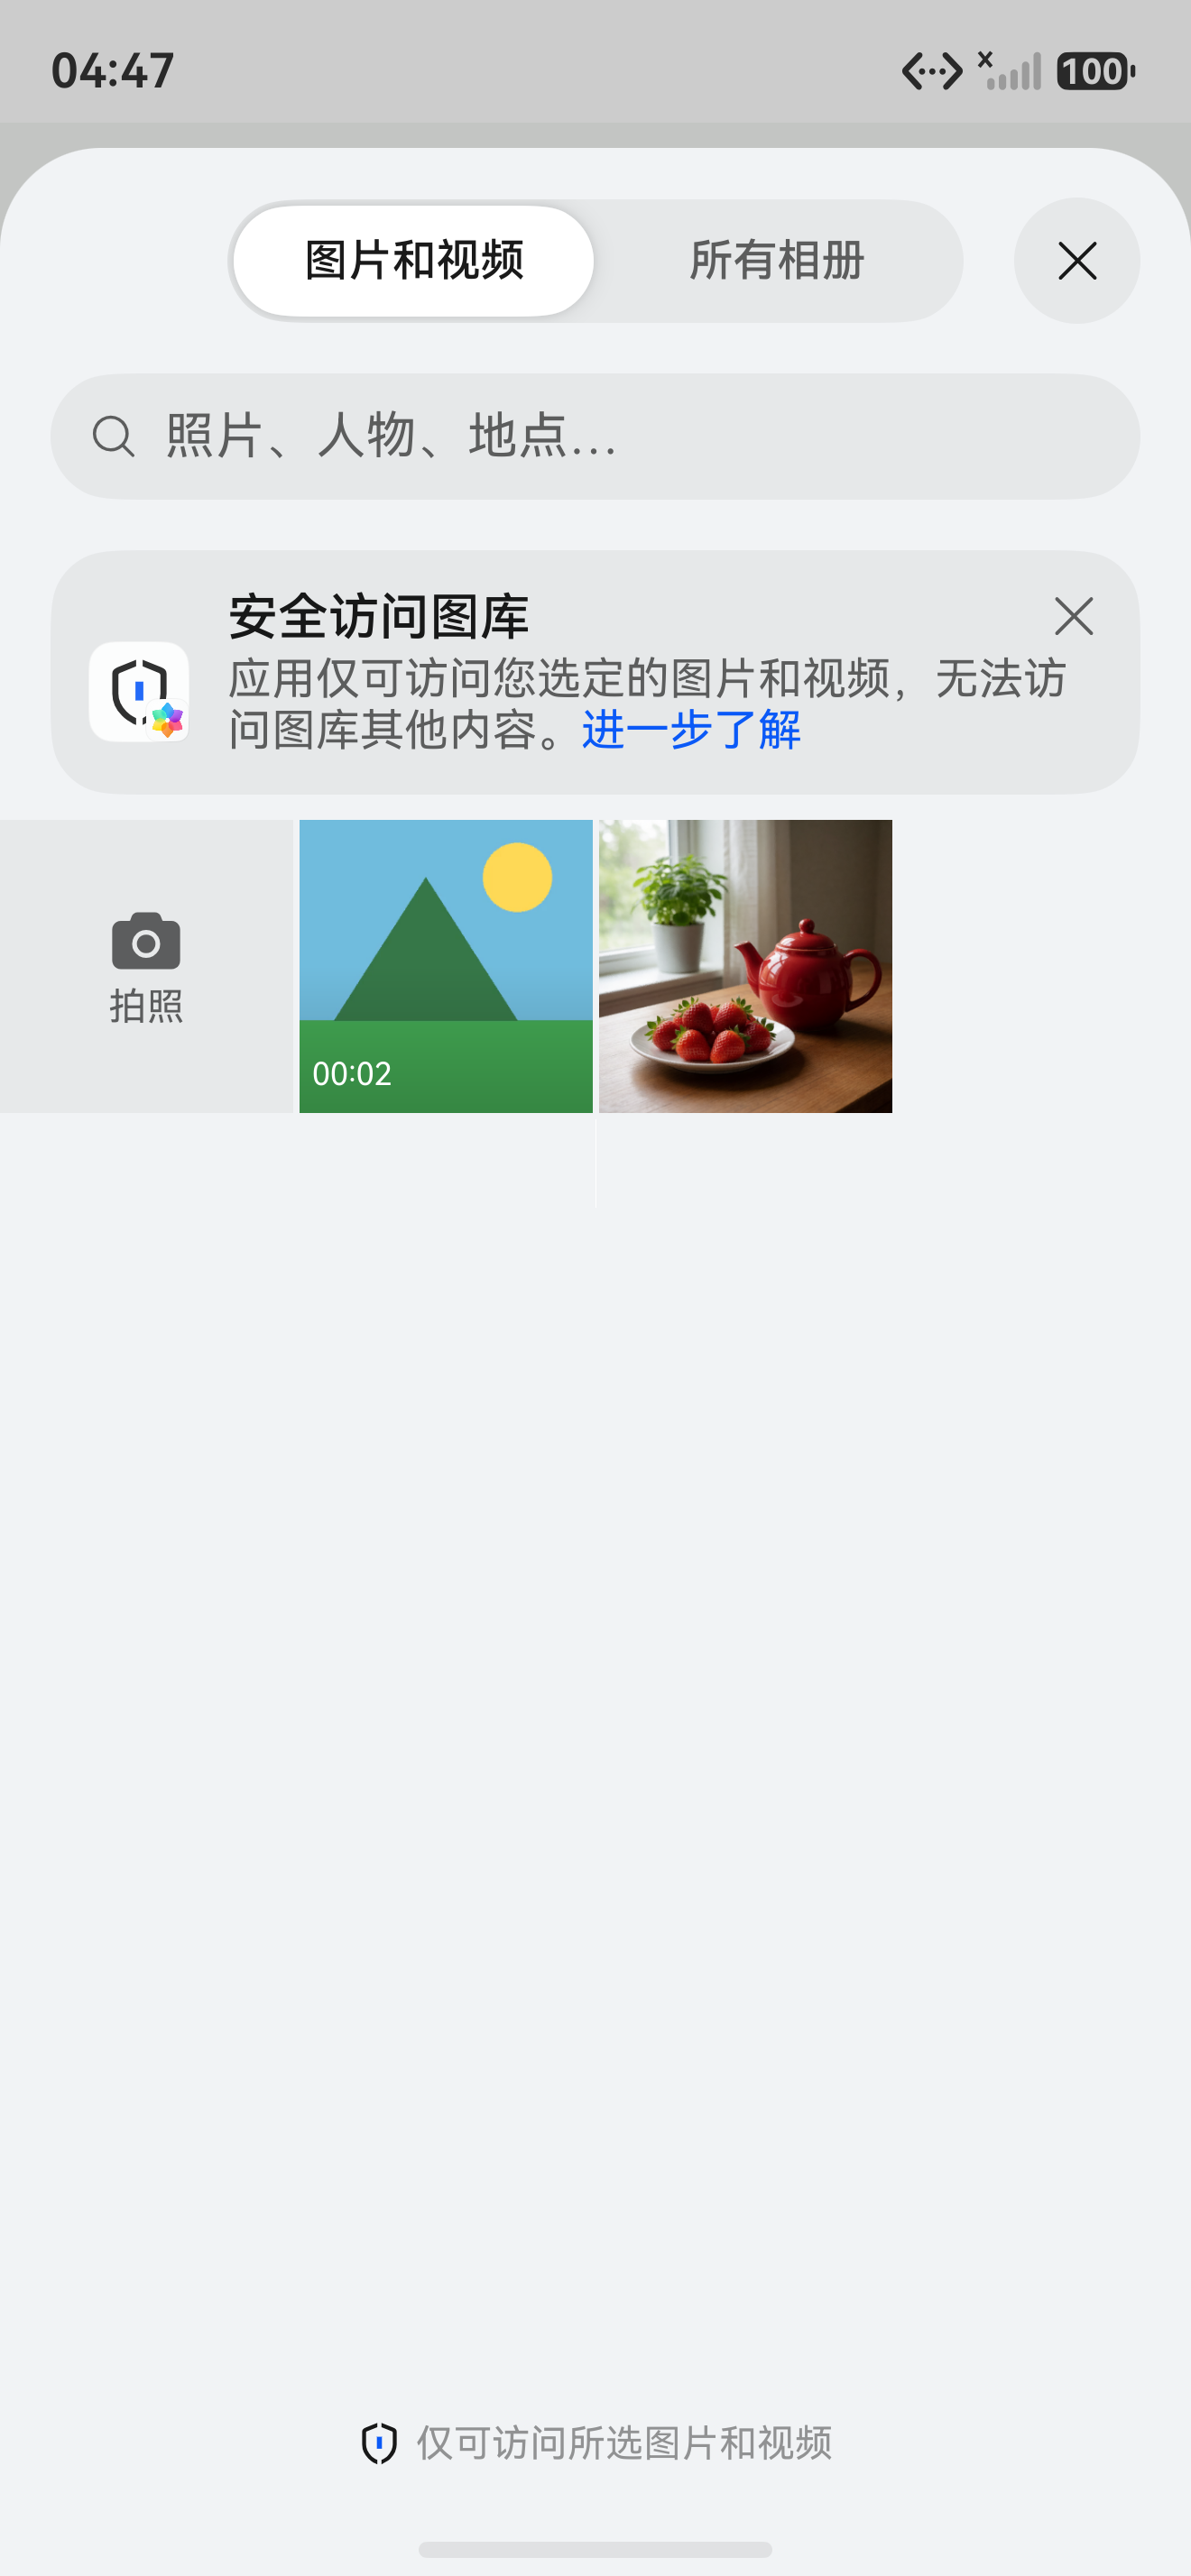 04:47
100
图片和视频
所有相册
照片、人物、地点...
安全访问图库
应用仅可访问您选定的图片和视频，无法访
问图库其他内容。进一步了解
拍照
00:02
仅可访问所选图片和视频